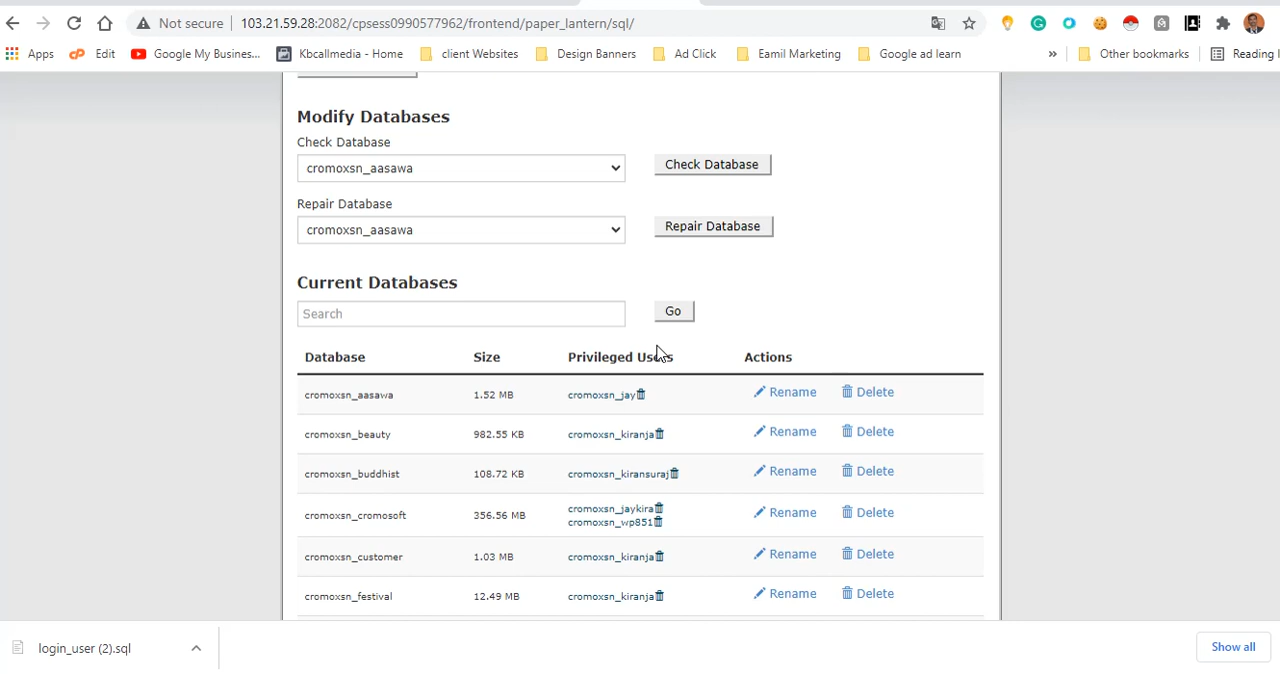 Not secure 103.21.59.28:2082/cpsess0990577962/frontend/paper_lantern/sql/
Apps Edit Google My Business... Kbcallmedia - Home client Websites Design Banners Ad Click Eamil Marketing Google ad learn » Other bookmarks Reading l
Modify Databases
Check Database
cromoxsn_aasawa Check Database
Repair Database
cromoxsn_aasawa Repair Database
Current Databases
Search Go
Database Size Privileged Users Actions
cromoxsn_aasawa 1.52 MB cromoxsn_jay Rename Delete
cromoxsn_beauty 982.55 KB cromoxsn_kiranja Rename Delete
cromoxsn_buddhist 108.72 KB cromoxsn_kiransuraj Rename Delete
cromoxsn_cromosoft 356.56 MB cromoxsn_jaykira Rename Delete
cromoxsn_wp851
cromoxsn_customer 1.03 MB cromoxsn_kiranja Rename Delete
cromoxsn_festival 12.49 MB cromoxsn_kiranja Rename Delete
login_user (2).sql Show all